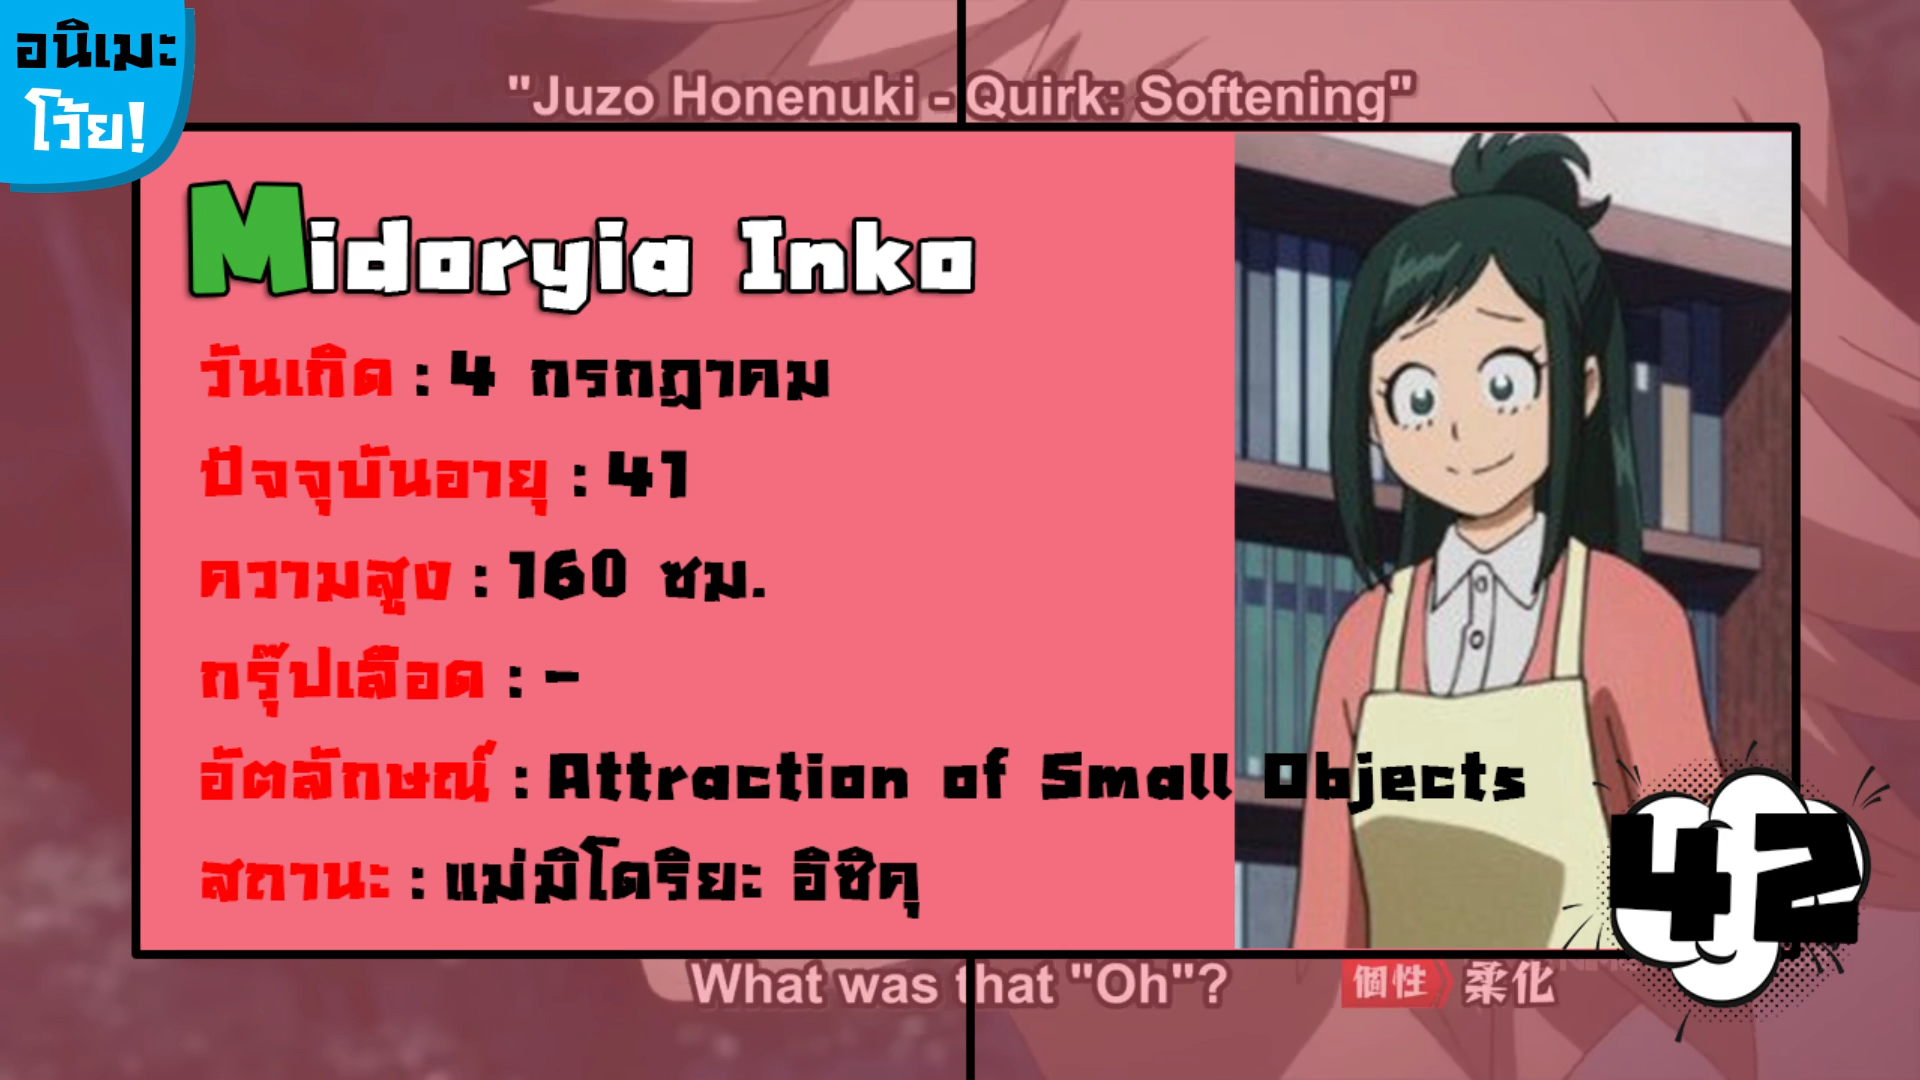 อนิเมะ
โว้ย!
"Juzo Honenuki - Quirk: Softening"
Midoryia Inko
วันเกิด : 4 กรกฎาคม
ปัจจุบันอายุ : 41
ความสูง : 160 ซม.
กรุ๊ปเลือด : -
อัตลักษณ์ : Attraction of Small Objects
สถานะ : แม่มิโดริยะ อิซิคุ
42
What was that "Oh"?
個性 柔化